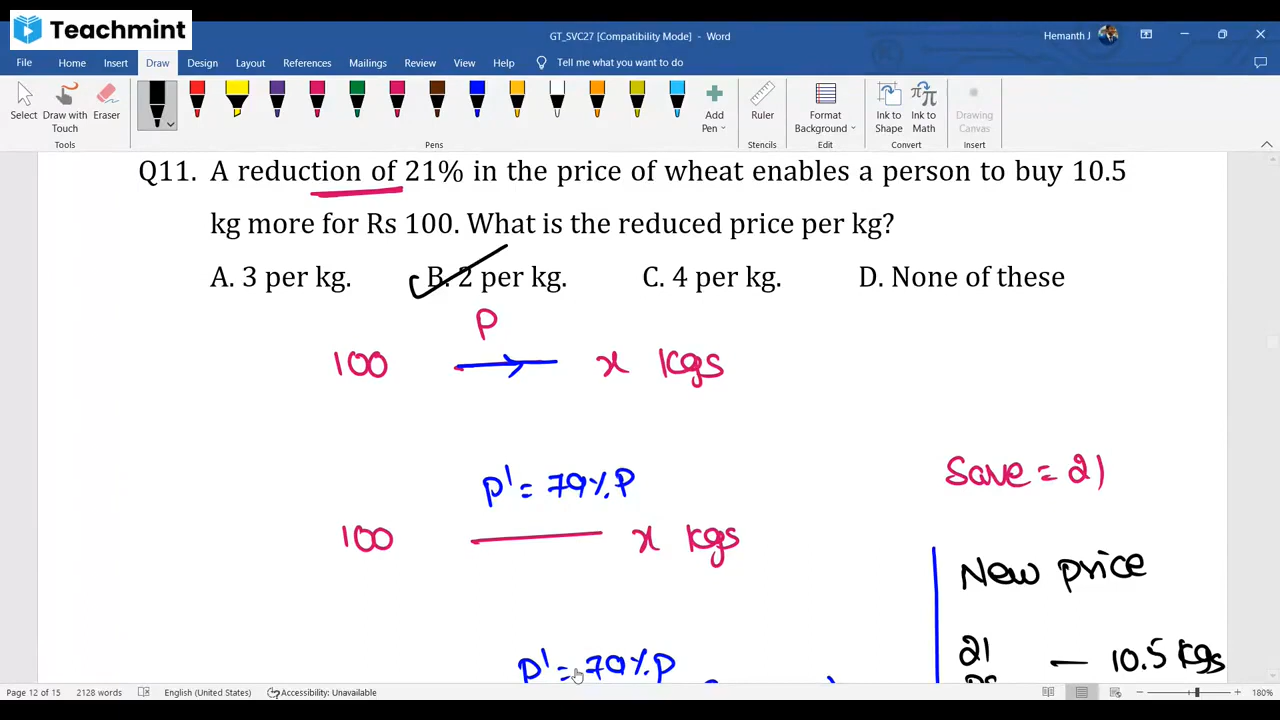 Teachmint
GT_SVC27 [Compatibility Mode] - Word
Hemanth J
File Home Insert Draw Design Layout References Mailings Review View Help Tell me what you want to do
Select
Draw with Touch
Eraser
Add Pen
Ruler
Format Background
Ink to Shape
Ink to Math
Drawing Canvas
Tools
Pens
Stencils
Edit
Convert
Insert
Q11. A reduction of 21% in the price of wheat enables a person to buy 10.5
kg more for Rs 100. What is the reduced price per kg?
A. 3 per kg. B. 2 per kg. C. 4 per kg. D. None of these
P
100 x kgs
P' = 79% P
Save = 21
100 x kgs
New price
21 — 10.5 kgs
P' = 79% P
Page 12 of 15 2128 words English (United States) Accessibility: Unavailable 180%